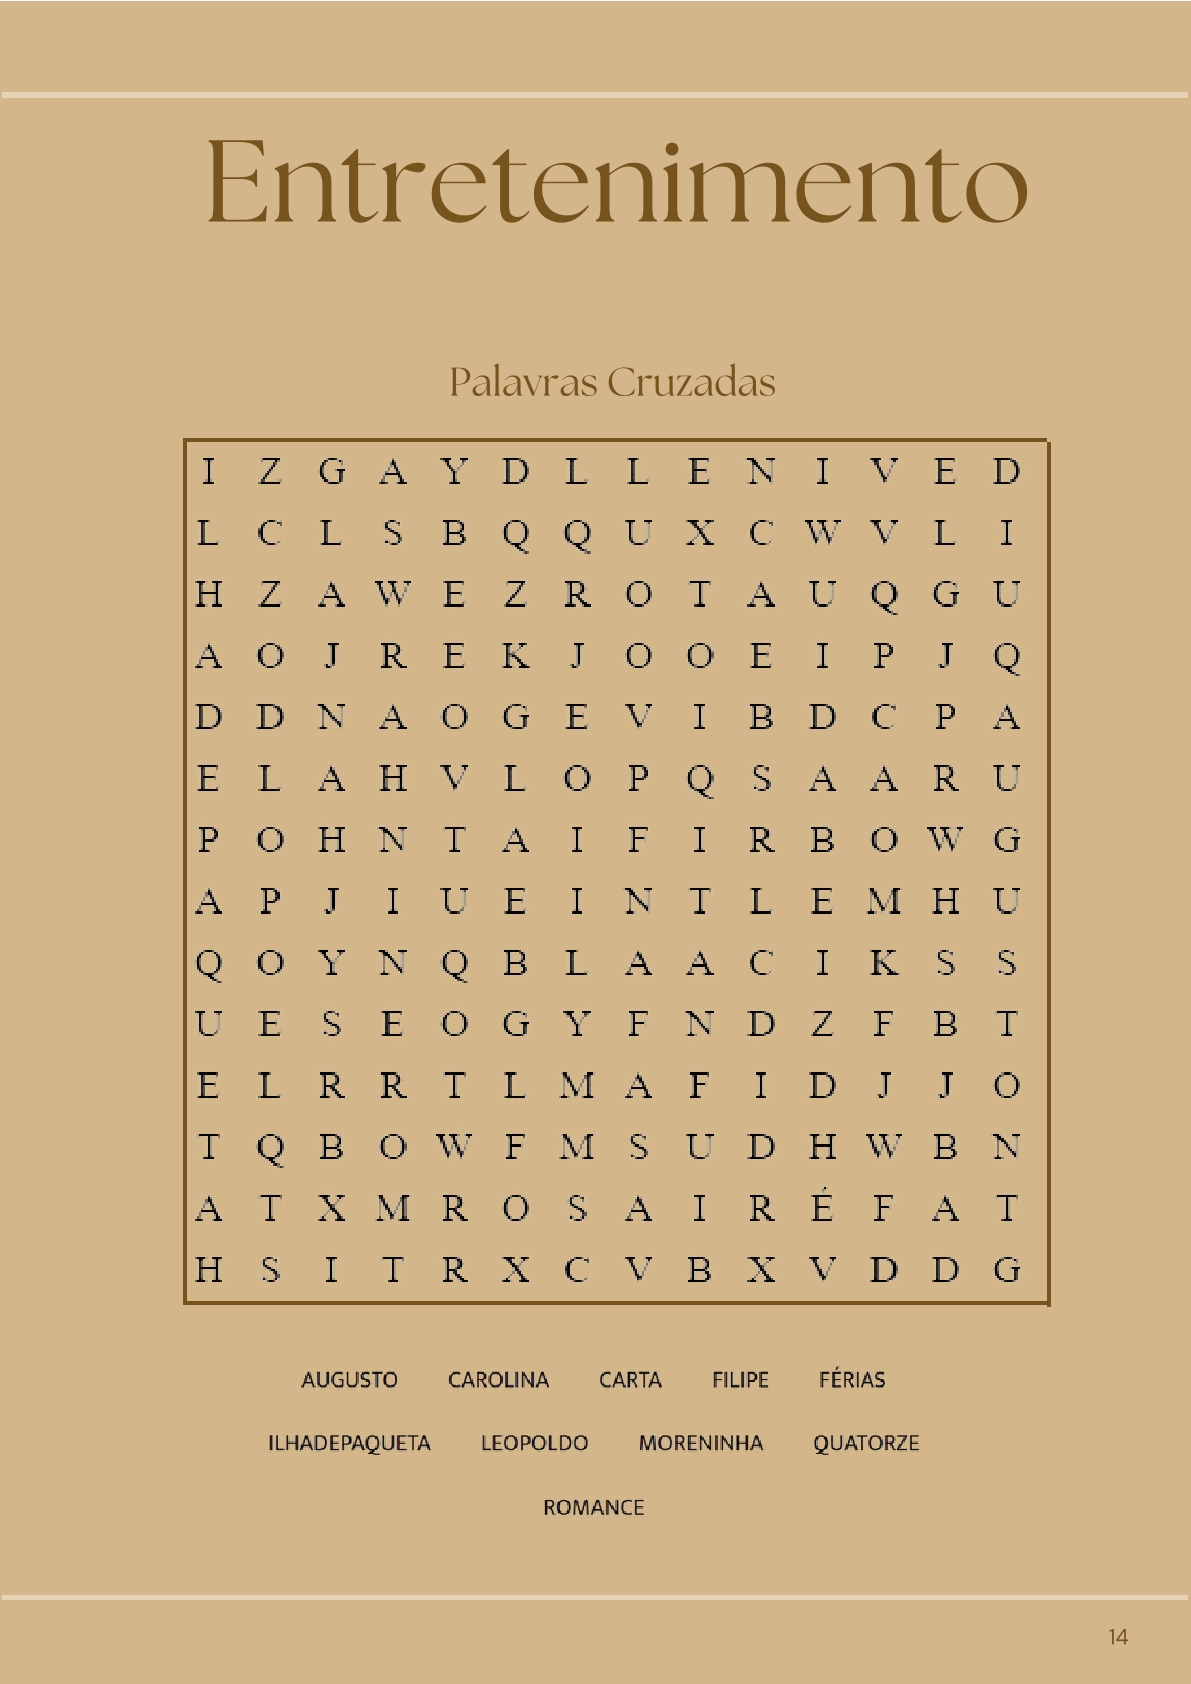 Entretenimento
Palavras Cruzadas
I Z G A Y D L L E N I V E D
L C L S B Q Q U X C W V L I
H Z A W E Z R O T A U Q G U
A O J R E K J O O E I P J Q
D D N A O G E V I B D C P A
E L A H V L O P Q S A A R U
P O H N T A I F I R B O W G
A P J I U E I N T L E M H U
Q O Y N Q B L A A C I K S S
U E S E O G Y F N D Z F B T
E L R R T L M A F I D J J O
T Q B O W F M S U D H W B N
A T X M R O S A I R É F A T
H S I T R X C V B X V D D G
AUGUSTO CAROLINA CARTA FILIPE FÉRIAS
ILHADEPAQUETA LEOPOLDO MORENINHA QUATORZE
ROMANCE
14